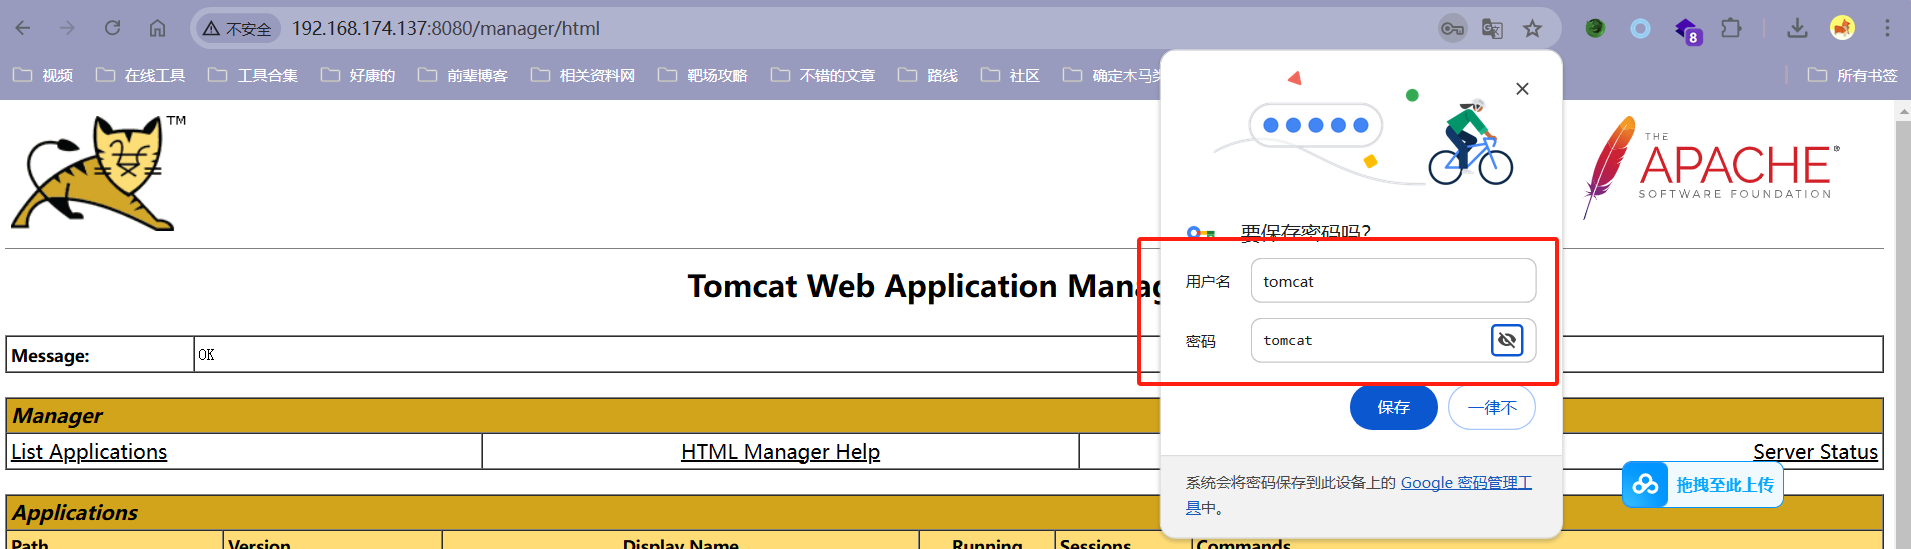 不安全 192.168.174.137:8080/manager/html
8
视频 在线工具 工具合集 好康的 前辈博客 相关资料网 靶场攻略 不错的文章 路线 社区 确定木马类 所有书签
TM
THE
APACHE®
SOFTWARE FOUNDATION
要保存密码吗?
用户名 tomcat
密码 tomcat
保存 一律不
系统会将密码保存到此设备上的 Google 密码管理工
具中。
Tomcat Web Application Manag
Message: OK
Manager
List Applications HTML Manager Help Server Status
拖拽至此上传
Applications
Path Version Display Name Running Sessions Commands